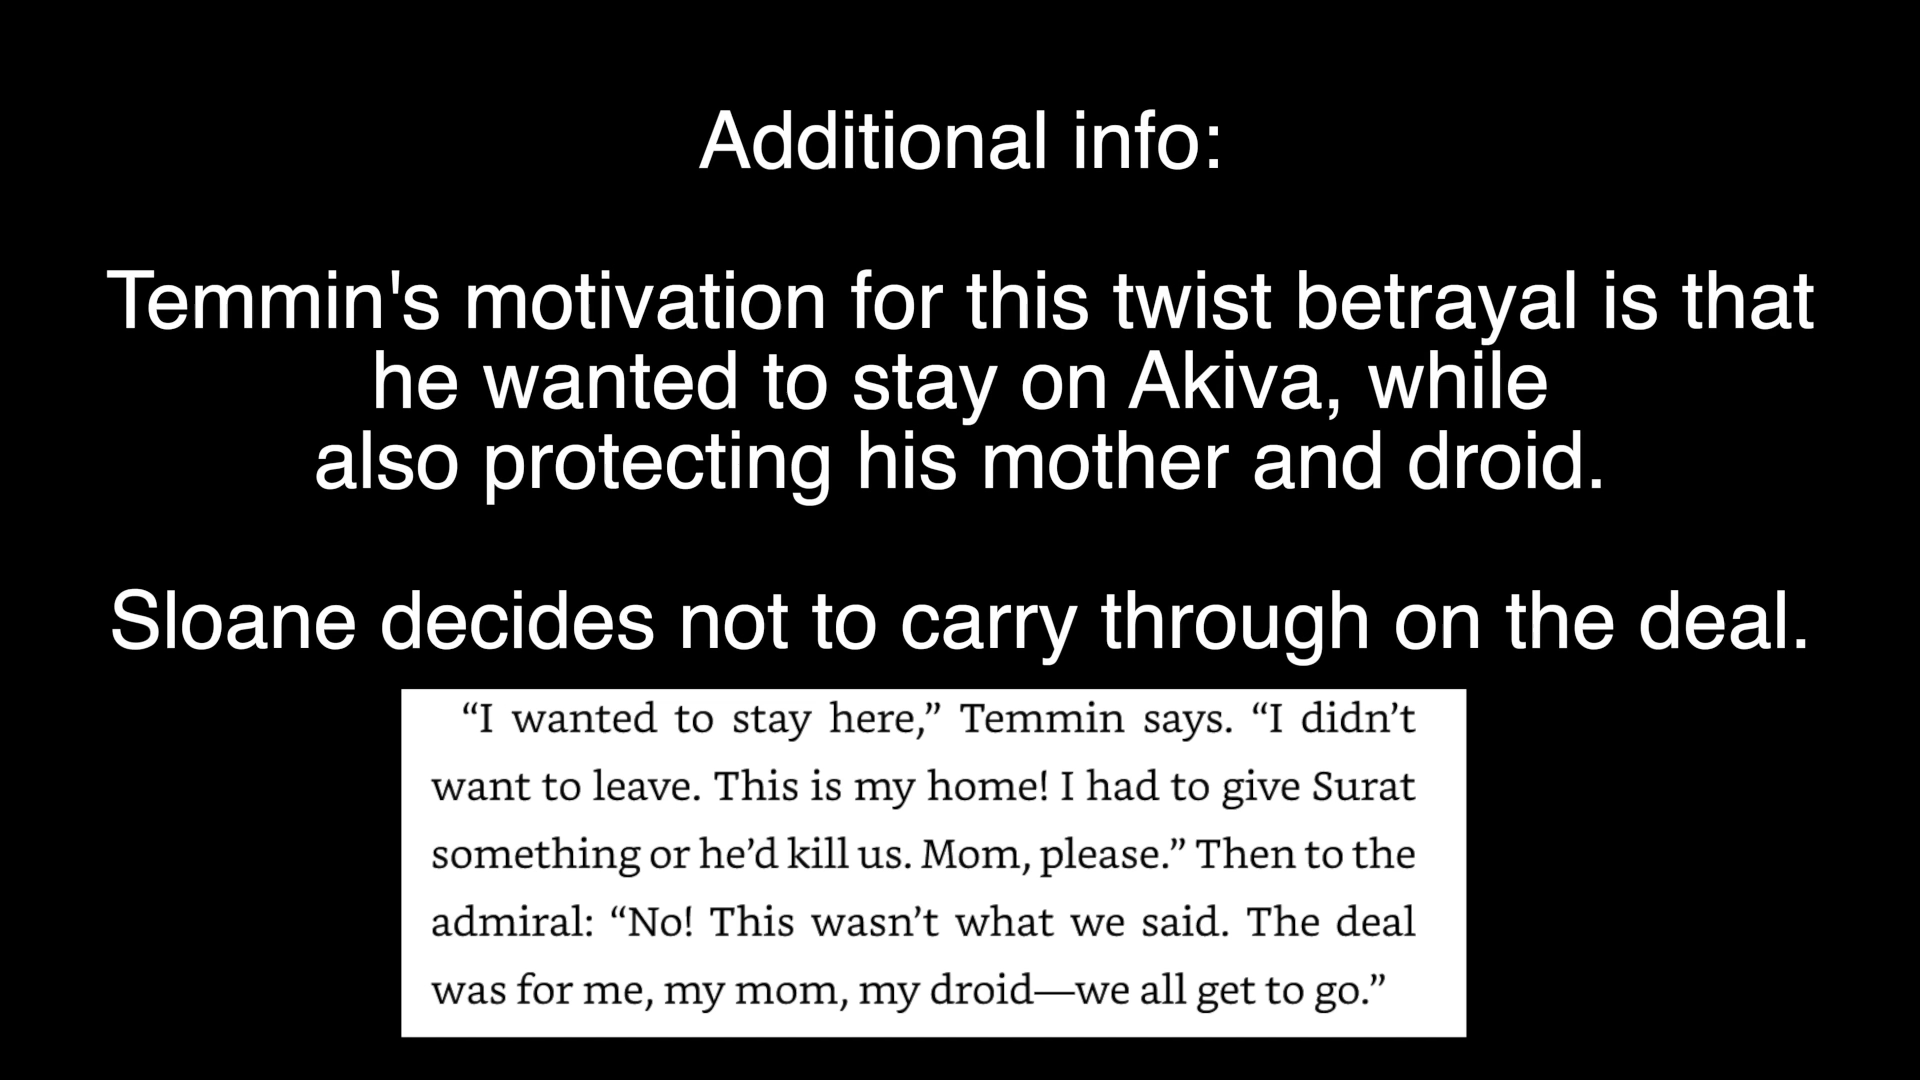 Additional info:
Temmin's motivation for this twist betrayal is that
he wanted to stay on Akiva, while
also protecting his mother and droid.
Sloane decides not to carry through on the deal.
“I wanted to stay here,” Temmin says. “I didn’t
want to leave. This is my home! I had to give Surat
something or he’d kill us. Mom, please.” Then to the
admiral: “No! This wasn’t what we said. The deal
was for me, my mom, my droid—we all get to go.”